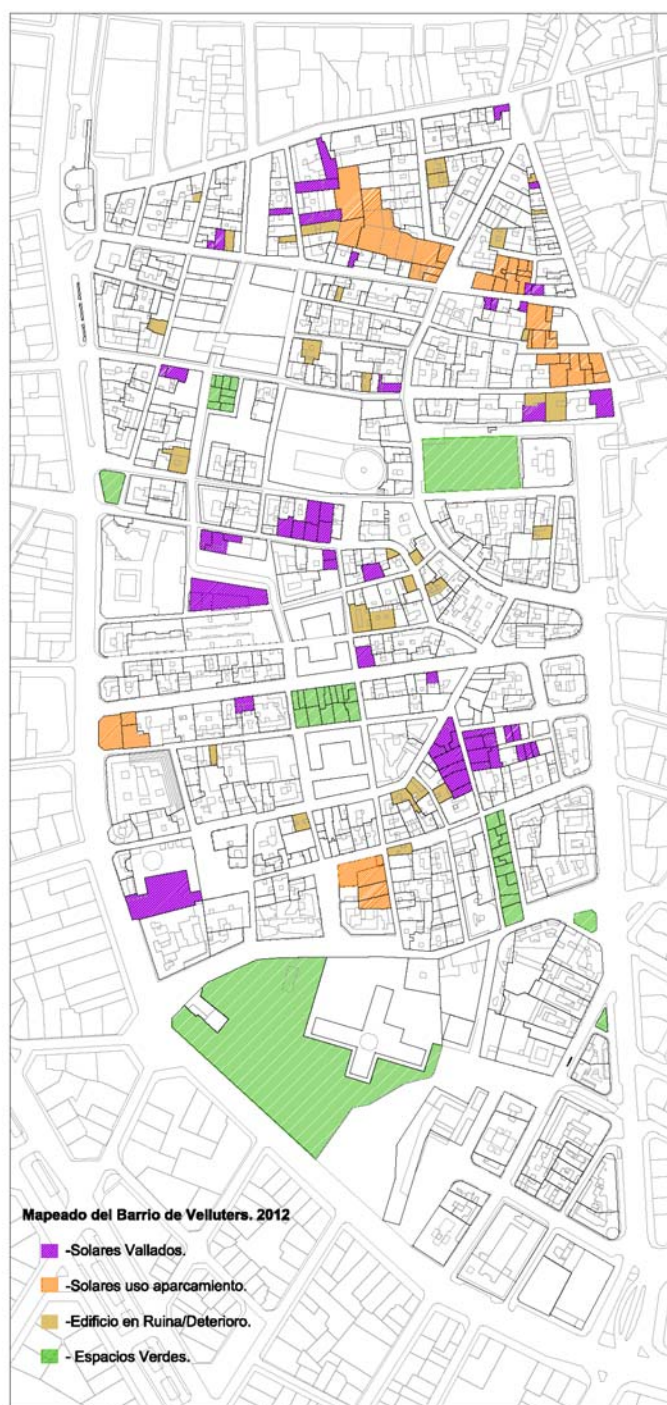 Mapeado del Barrio de Velluters. 2012
-Solares Vallados.
-Solares uso aparcamiento.
-Edificio en Ruina/Deterioro.
- Espacios Verdes.